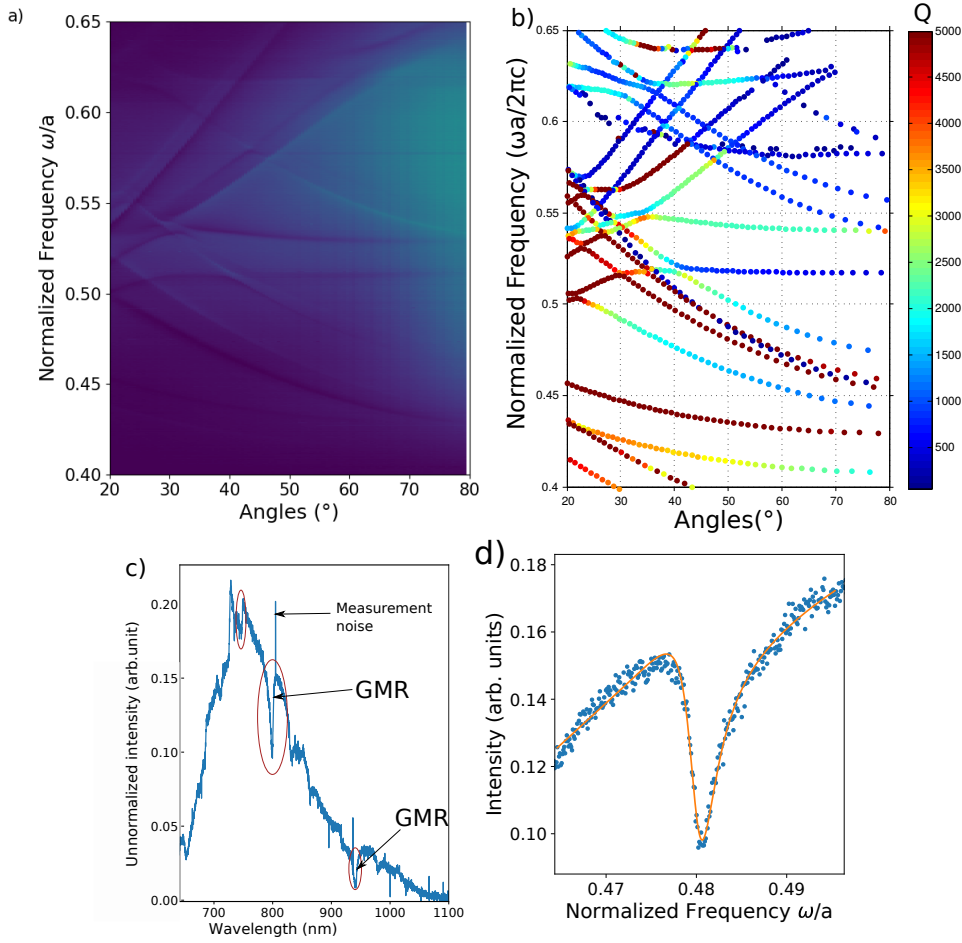 a)
0.65
0.60
0.55
0.50
0.45
0.40
Normalized Frequency ω/a
20 30 40 50 60 70 80
Angles (°)
b)
0.65
0.6
0.55
0.5
0.45
0.4
Normalized Frequency (ωa/2πc)
20 30 40 50 60 70 80
Angles(°)
Q
5000
4500
4000
3500
3000
2500
2000
1500
1000
500
c)
0.20
0.15
0.10
0.05
0.00
Unnormalized intensity (arb.unit)
Measurement
noise
GMR
GMR
700 800 900 1000 1100
Wavelength (nm)
d)
0.18
0.16
0.14
0.12
0.10
Intensity (arb. units)
0.47 0.48 0.49
Normalized Frequency ω/a